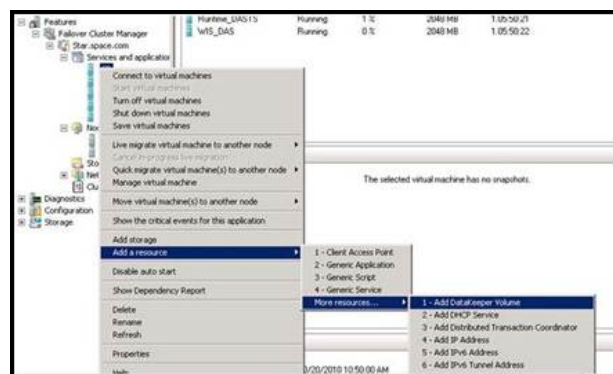 Features
Failover Cluster Manager
Star.space.com
Services and application
Diagnostics
Configuration
Storage
Runtime_DASTS Running 1 % 2048 MB 1.05:50:21
WIS_DAS Running 0 % 2048 MB 1.05:50:22
Connect to virtual machines
Start virtual machines
Turn off virtual machines
Shut down virtual machines
Save virtual machines
Live migrate virtual machine to another node
Cancel in-progress live migration
Quick migrate virtual machine(s) to another node
Manage virtual machine
Move virtual machine(s) to another node
Show the critical events for this application
Add storage
Add a resource
Disable auto start
Show Dependency Report
Delete
Rename
Refresh
Properties
Help
The selected virtual machine has no snapshots.
1 - Client Access Point
2 - Generic Application
3 - Generic Script
4 - Generic Service
More resources...
1 - Add DataKeeper Volume
2 - Add DHCP Service
3 - Add Distributed Transaction Coordinator
4 - Add IP Address
5 - Add IPv6 Address
6 - Add IPv6 Tunnel Address
/20/2010 10:50:00 AM